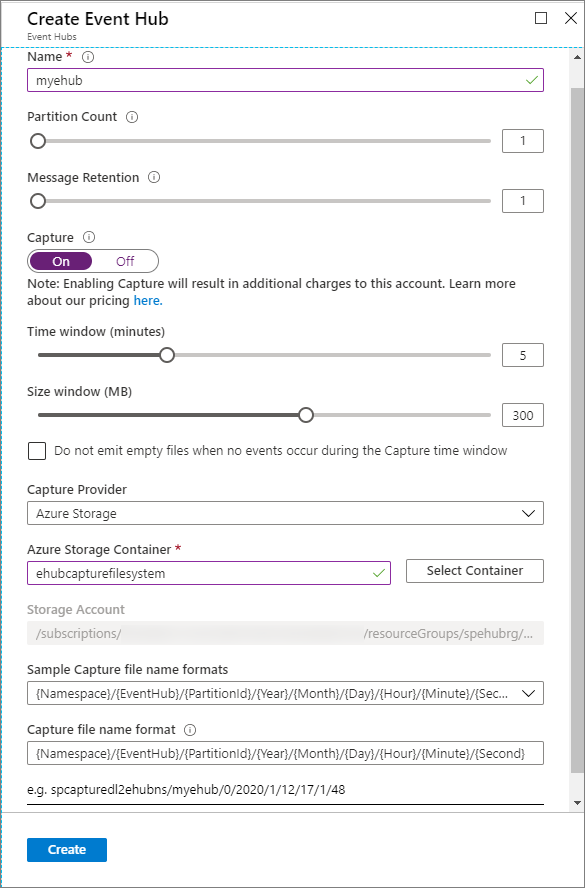 Create Event Hub
Event Hubs
Name *
myehub
Partition Count
1
Message Retention
1
Capture
On Off
Note: Enabling Capture will result in additional charges to this account. Learn more
about our pricing here.
Time window (minutes)
5
Size window (MB)
300
Do not emit empty files when no events occur during the Capture time window
Capture Provider
Azure Storage
Azure Storage Container *
ehubcapturefilesystem Select Container
Storage Account
/subscriptions/ /resourceGroups/spehubrg/...
Sample Capture file name formats
{Namespace}/{EventHub}/{PartitionId}/{Year}/{Month}/{Day}/{Hour}/{Minute}/{Sec...
Capture file name format
{Namespace}/{EventHub}/{PartitionId}/{Year}/{Month}/{Day}/{Hour}/{Minute}/{Second}
e.g. spcapturedl2ehubns/myehub/0/2020/1/12/17/1/48
Create